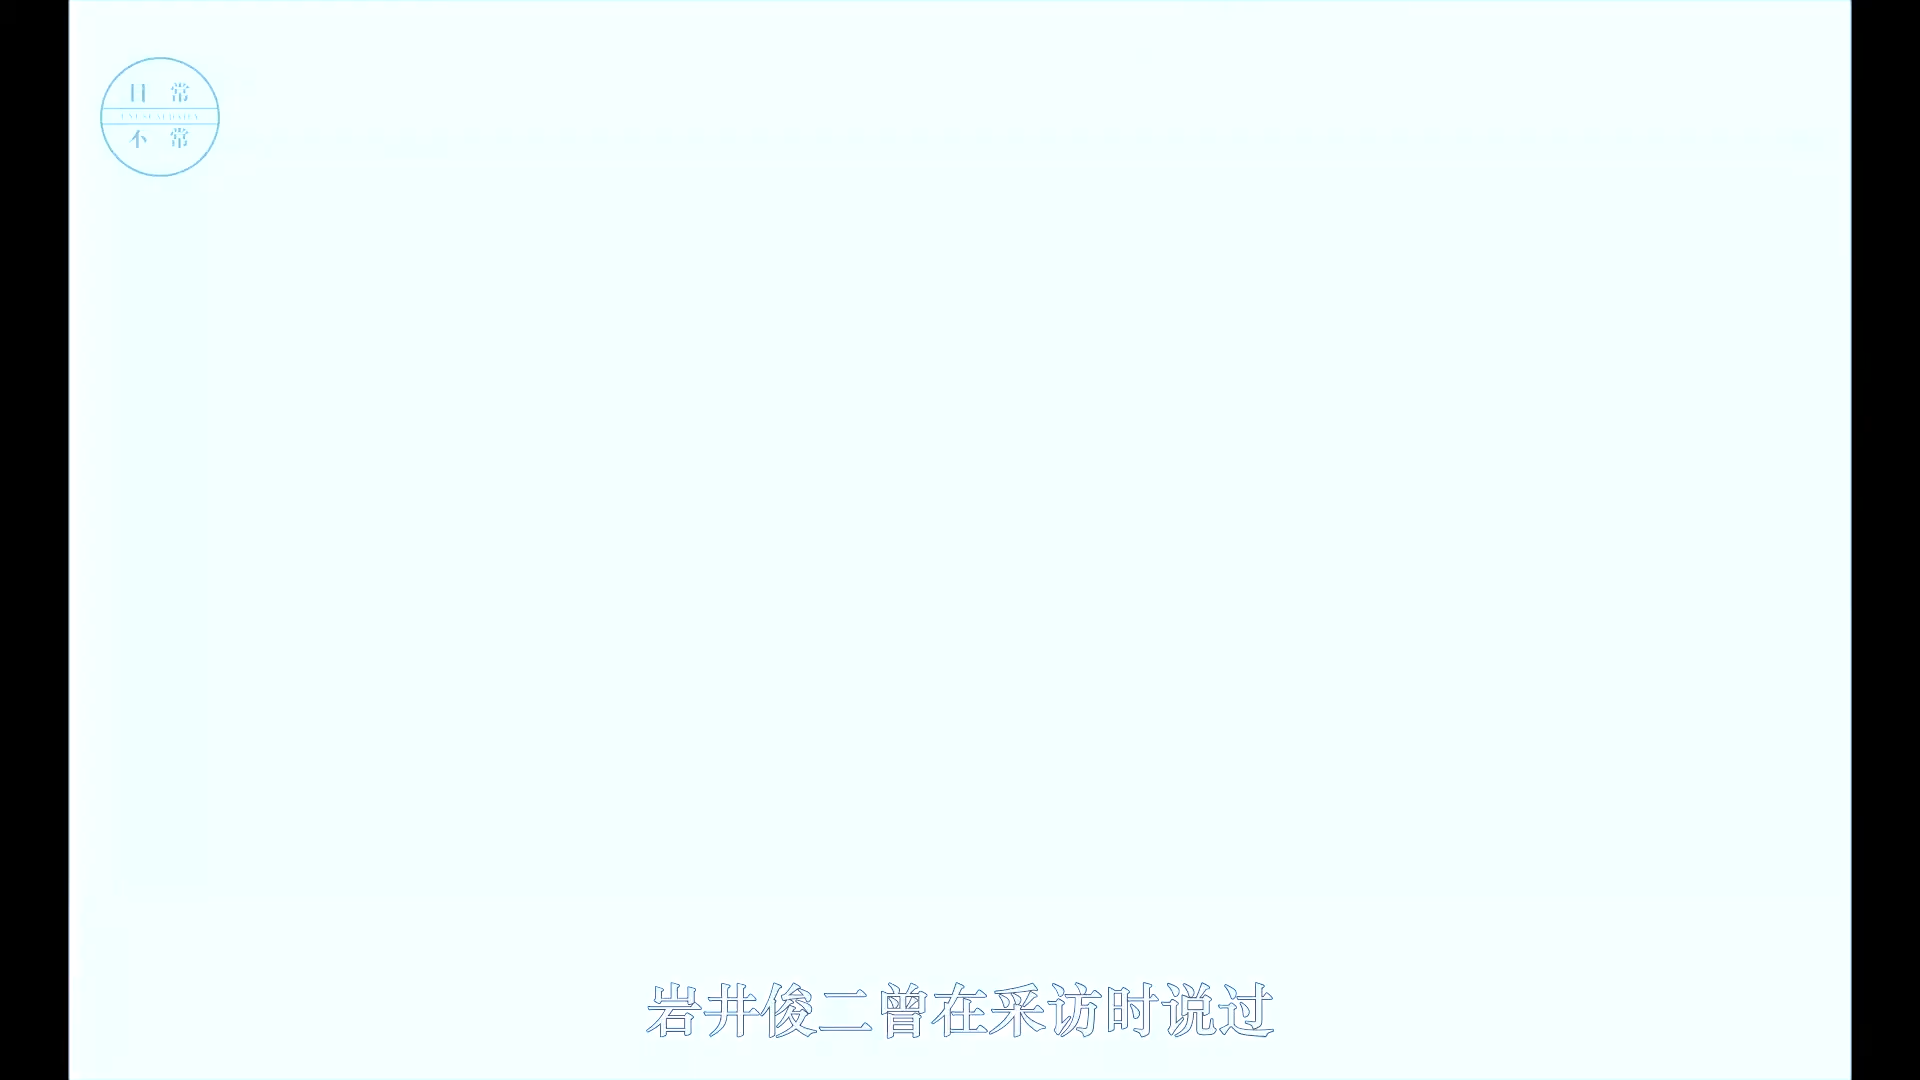 日 常
不 常
岩井俊二曾在采访时说过